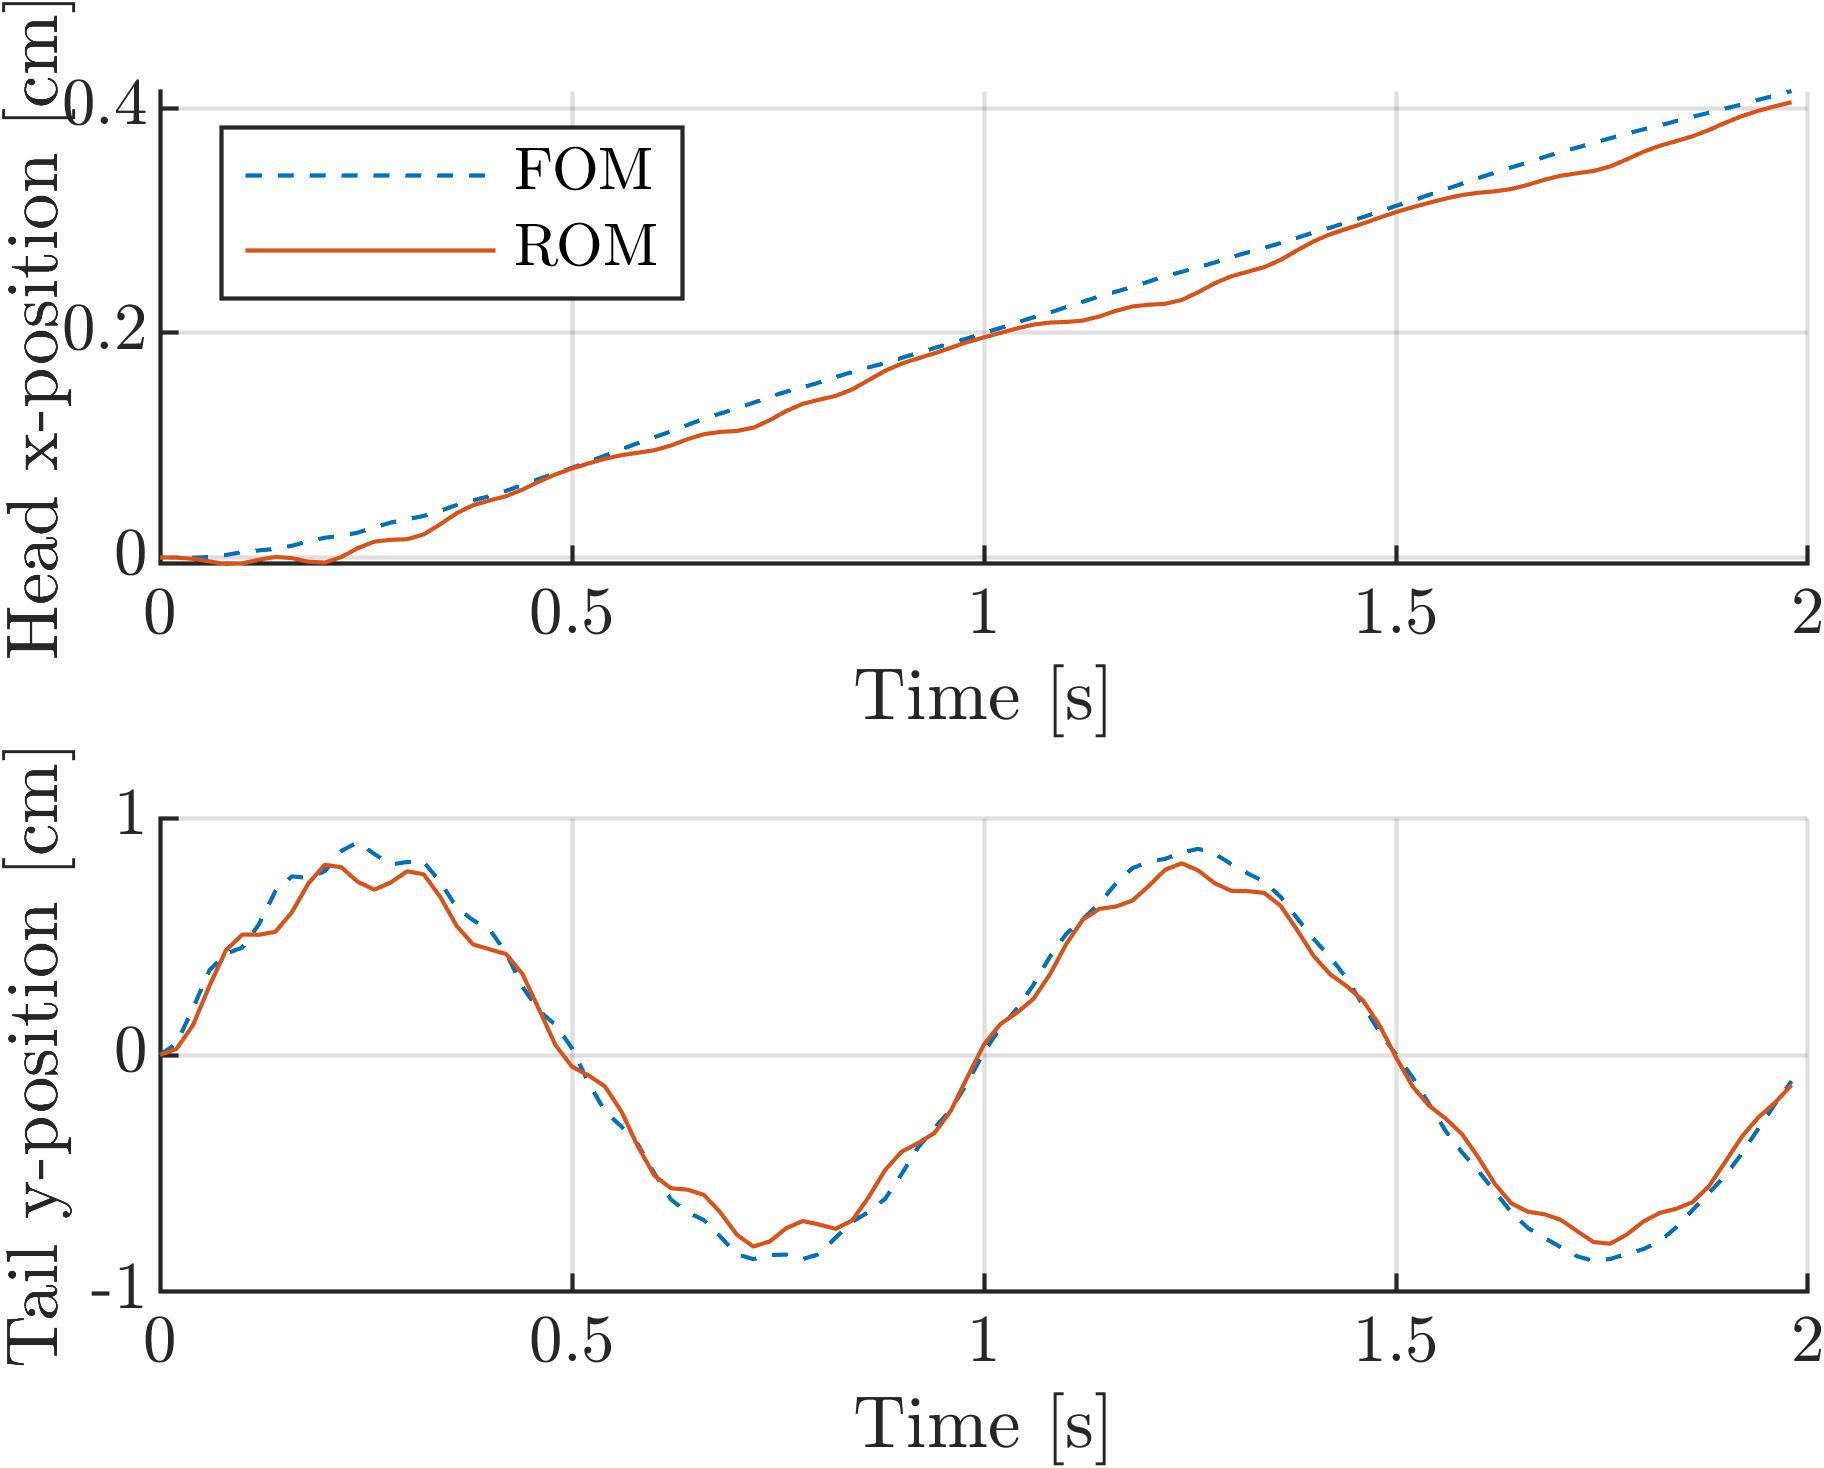 Head x-position [cm]
0.4
0.2
0
FOM
ROM
0 0.5 1 1.5 2
Time [s]
Tail y-position [cm]
1
0
-1
0 0.5 1 1.5 2
Time [s]